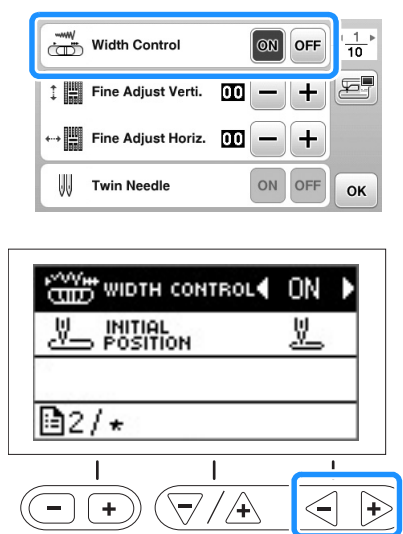 Width Control ON OFF 1
10
Fine Adjust Verti. 00 − +
Fine Adjust Horiz. 00 − +
Twin Needle ON OFF OK
WIDTH CONTROL ON
INITIAL
POSITION
2/*
− + − / + − +